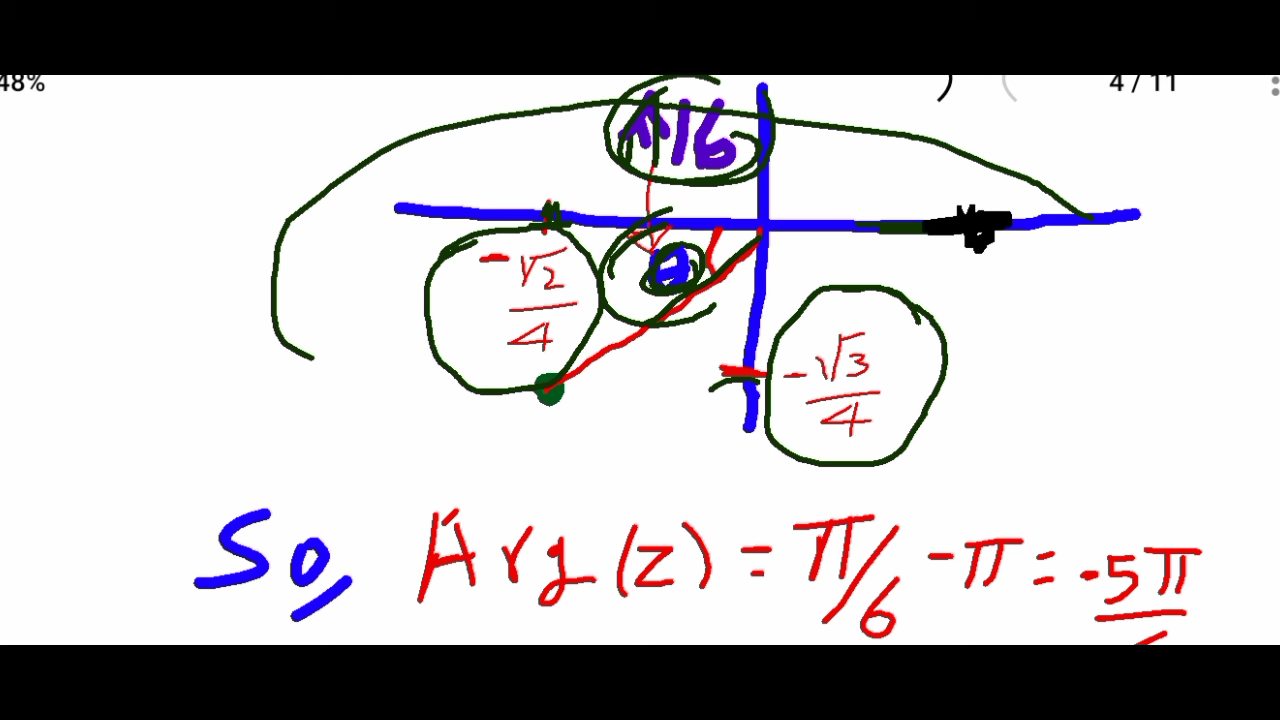 48%
4 / 11
π/6
θ
-√2/4
-√3/4
So, Arg(z) = π/6 - π = -5π